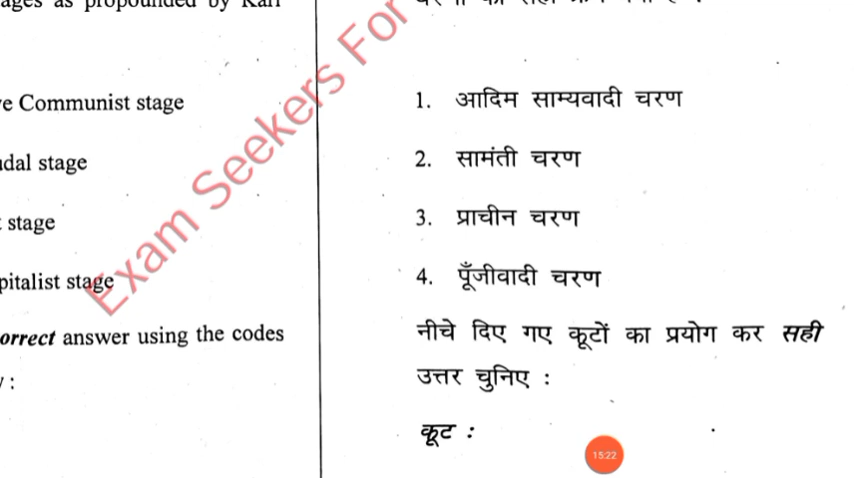 ages as propounded by Karl
e Communist stage
dal stage
stage
pitalist stage
orrect answer using the codes
:
1. आदिम साम्यवादी चरण
2. सामंती चरण
3. प्राचीन चरण
4. पूँजीवादी चरण
नीचे दिए गए कूटों का प्रयोग कर सही
उत्तर चुनिए :
कूट :
Exam Seekers For
15:22